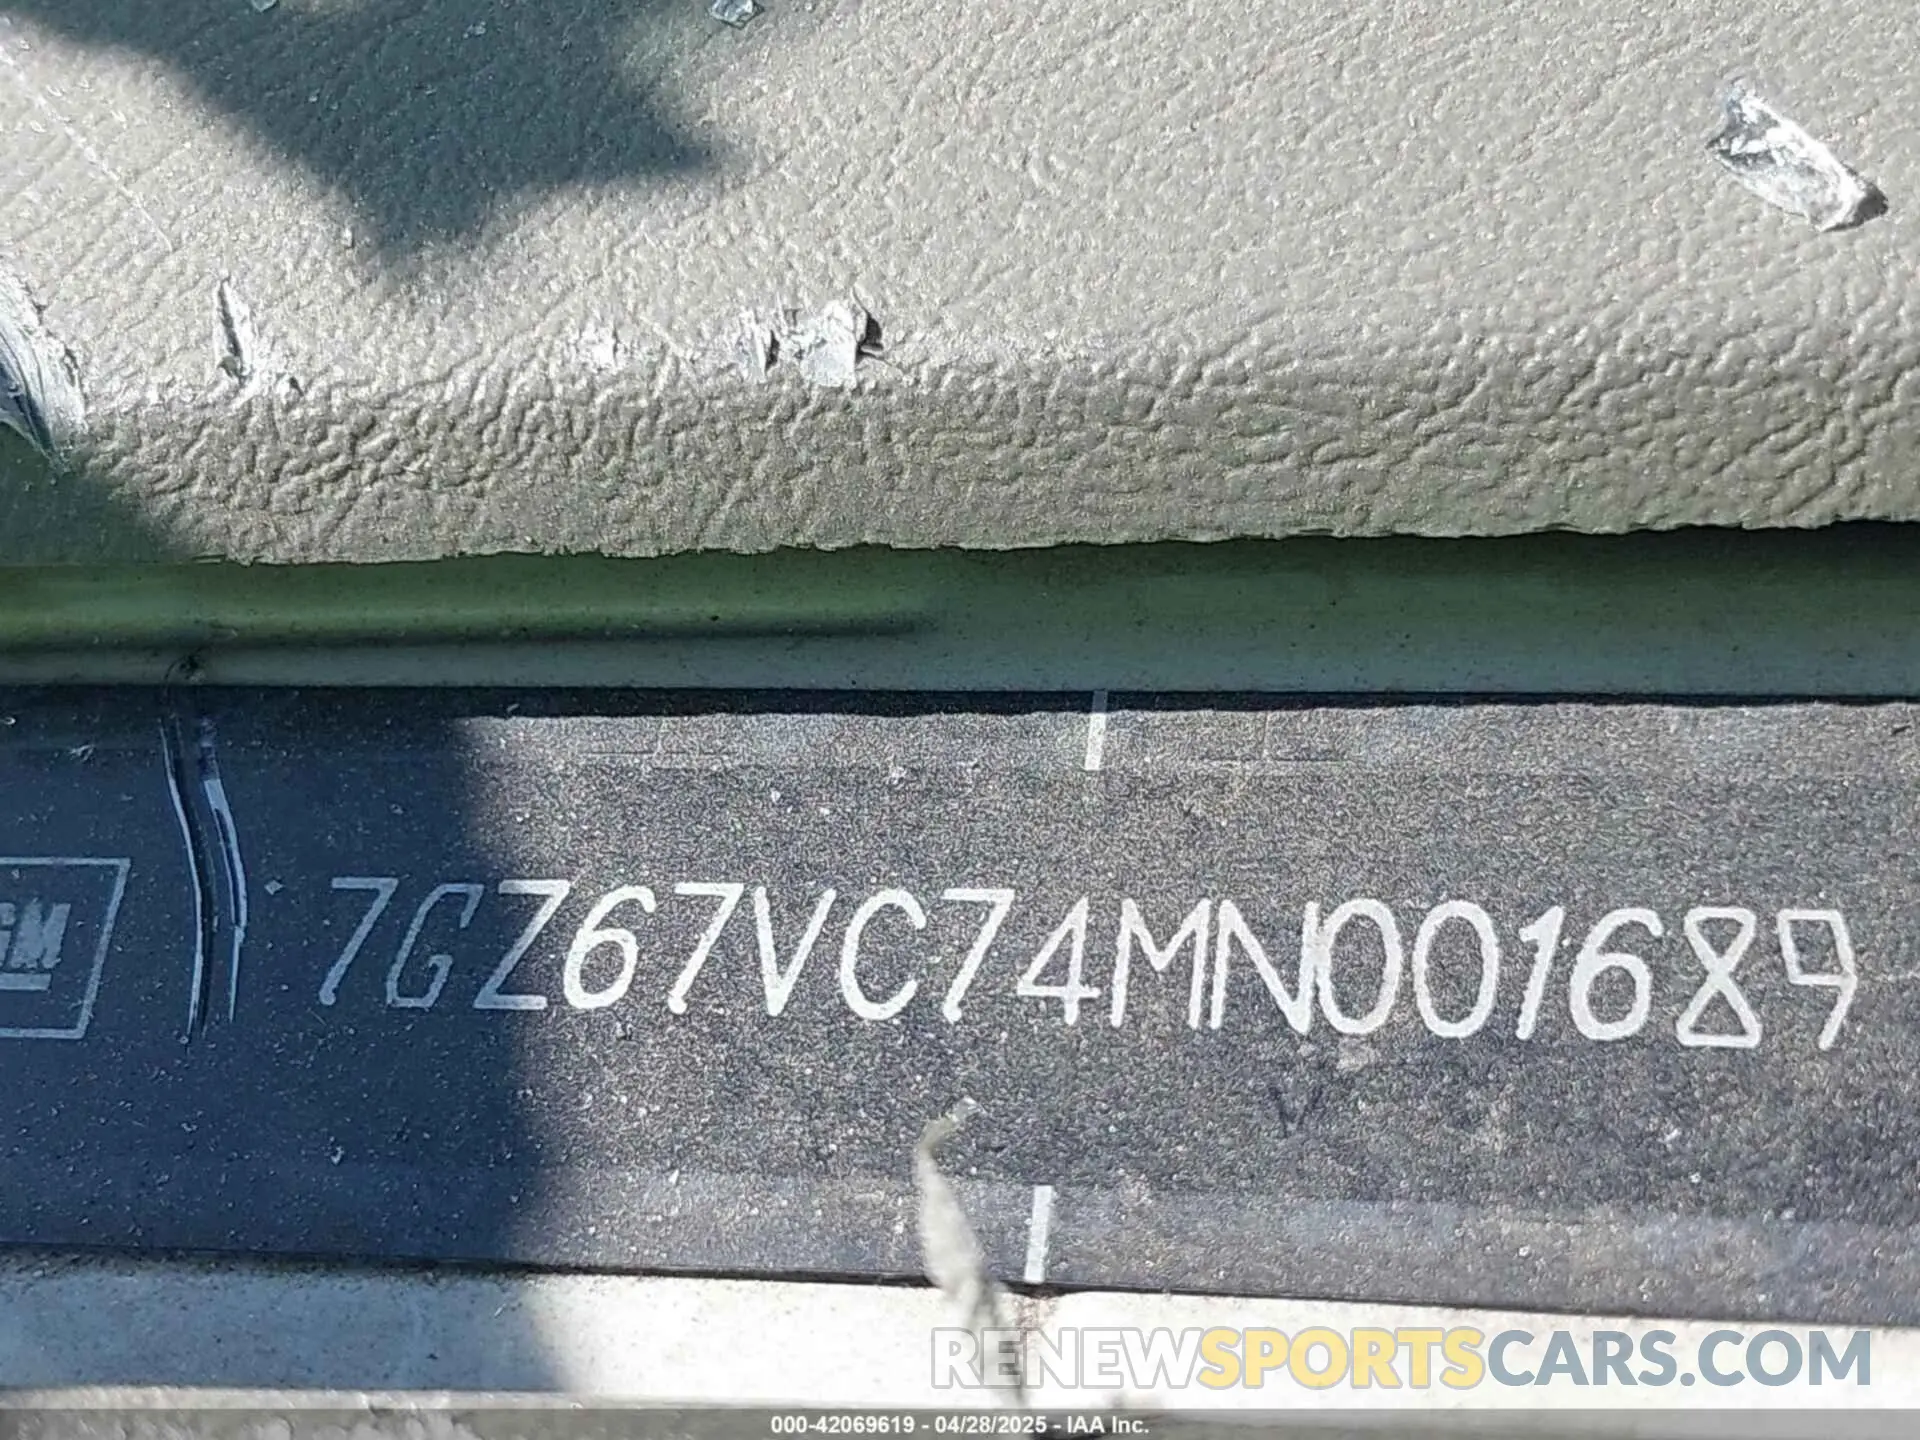 GM
7GZ67VC74MN001689
RENEWSPORTSCARS.COM
000-42069619 - 04/28/2025 - IAA Inc.